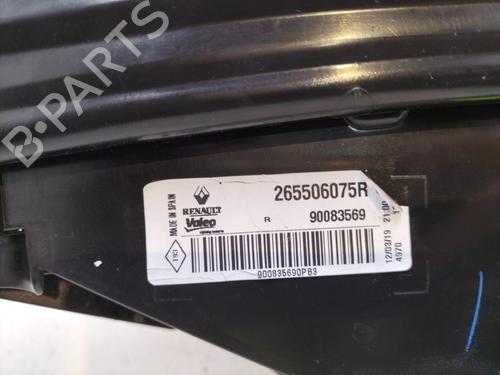 B-PARTS
MADE IN SPAIN
RENAULT
Valeo
265506075R
R 90083569
900835690PB3
12/03/19 21:00
4970